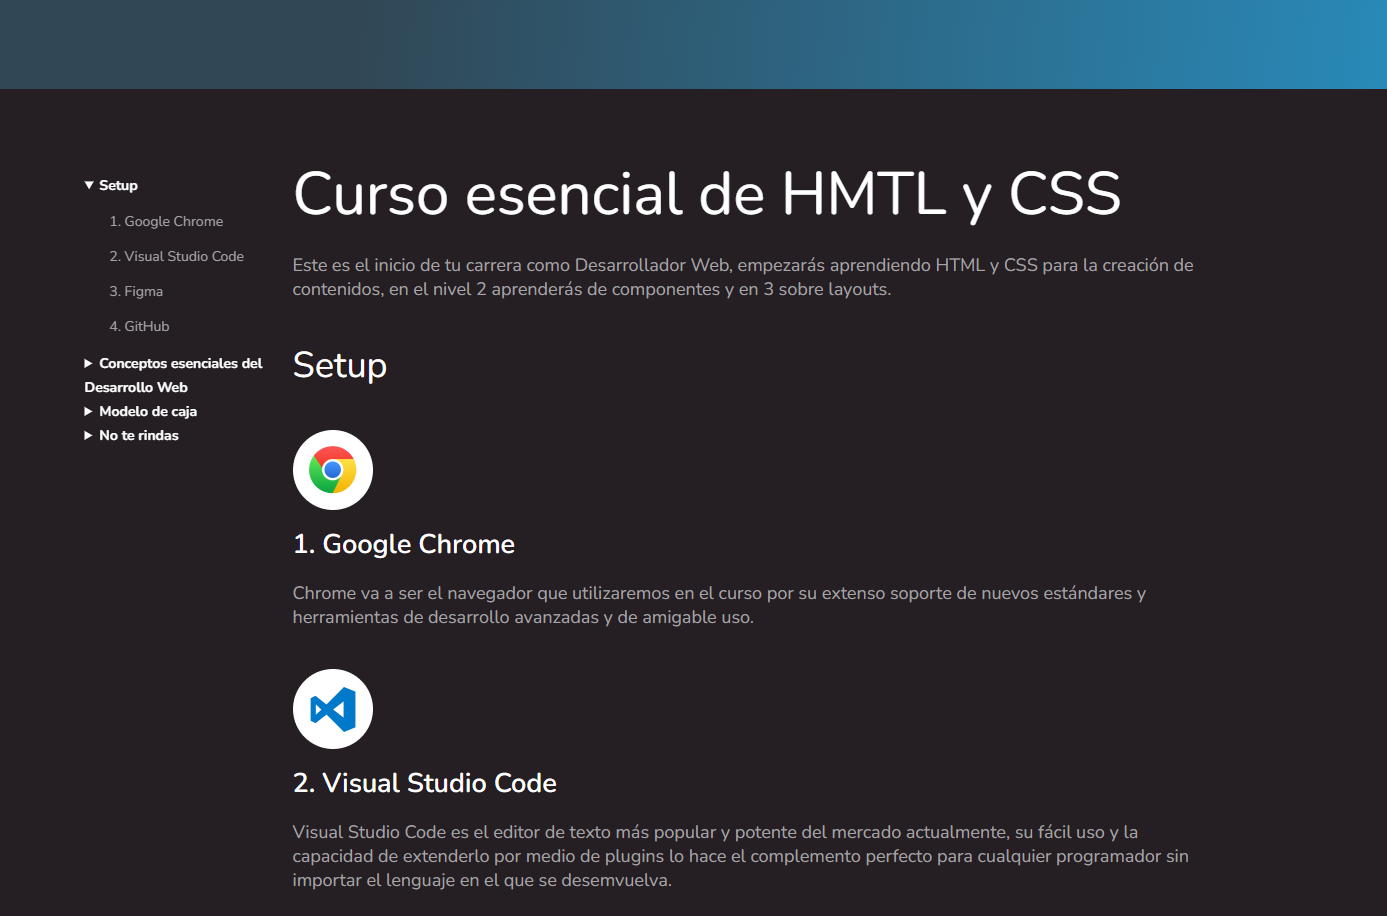 Setup
1. Google Chrome
2. Visual Studio Code
3. Figma
4. GitHub
Conceptos esenciales del
Desarrollo Web
Modelo de caja
No te rindas
Curso esencial de HMTL y CSS
Este es el inicio de tu carrera como Desarrollador Web, empezarás aprendiendo HTML y CSS para la creación de
contenidos, en el nivel 2 aprenderás de componentes y en 3 sobre layouts.
Setup
1. Google Chrome
Chrome va a ser el navegador que utilizaremos en el curso por su extenso soporte de nuevos estándares y
herramientas de desarrollo avanzadas y de amigable uso.
2. Visual Studio Code
Visual Studio Code es el editor de texto más popular y potente del mercado actualmente, su fácil uso y la
capacidad de extenderlo por medio de plugins lo hace el complemento perfecto para cualquier programador sin
importar el lenguaje en el que se desemvuelva.